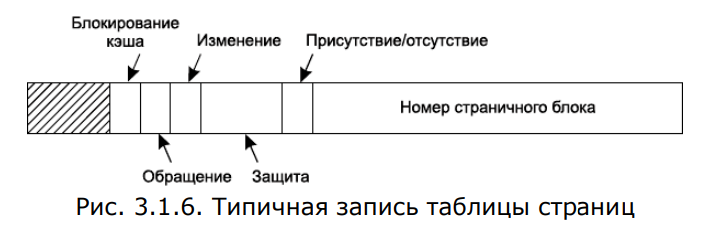 Блокирование
кэша
Изменение
Присутствие/отсутствие
Номер страничного блока
Обращение
Защита
Рис. 3.1.6. Типичная запись таблицы страниц